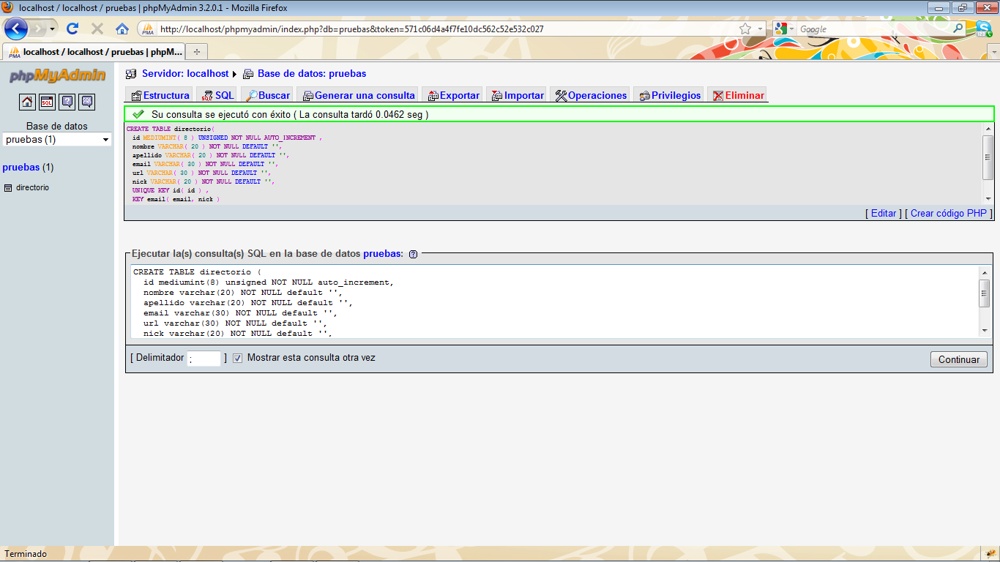 localhost / localhost / pruebas | phpMyAdmin 3.2.0.1 - Mozilla Firefox
http://localhost/phpmyadmin/index.php?db=pruebas&token=571c06d4a4f7fe10dc562c52e532c027
Google
localhost / localhost / pruebas | phpM...
phpMyAdmin
Base de datos
pruebas (1)
pruebas (1)
directorio
Servidor: localhost Base de datos: pruebas
Estructura SQL Buscar Generar una consulta Exportar Importar Operaciones Privilegios Eliminar
Su consulta se ejecutó con éxito ( La consulta tardó 0.0462 seg )
CREATE TABLE directorio(
id MEDIUMINT( 8 ) UNSIGNED NOT NULL AUTO_INCREMENT ,
nombre VARCHAR( 20 ) NOT NULL DEFAULT '',
apellido VARCHAR( 20 ) NOT NULL DEFAULT '',
email VARCHAR( 30 ) NOT NULL DEFAULT '',
url VARCHAR( 30 ) NOT NULL DEFAULT '',
nick VARCHAR( 20 ) NOT NULL DEFAULT '',
UNIQUE KEY id( id ) ,
KEY email( email, nick )
[ Editar ] [ Crear código PHP ]
Ejecutar la(s) consulta(s) SQL en la base de datos pruebas:
CREATE TABLE directorio (
id mediumint(8) unsigned NOT NULL auto_increment,
nombre varchar(20) NOT NULL default '',
apellido varchar(20) NOT NULL default '',
email varchar(30) NOT NULL default '',
url varchar(30) NOT NULL default '',
nick varchar(20) NOT NULL default '',
[ Delimitador ; ] Mostrar esta consulta otra vez
Continuar
Terminado